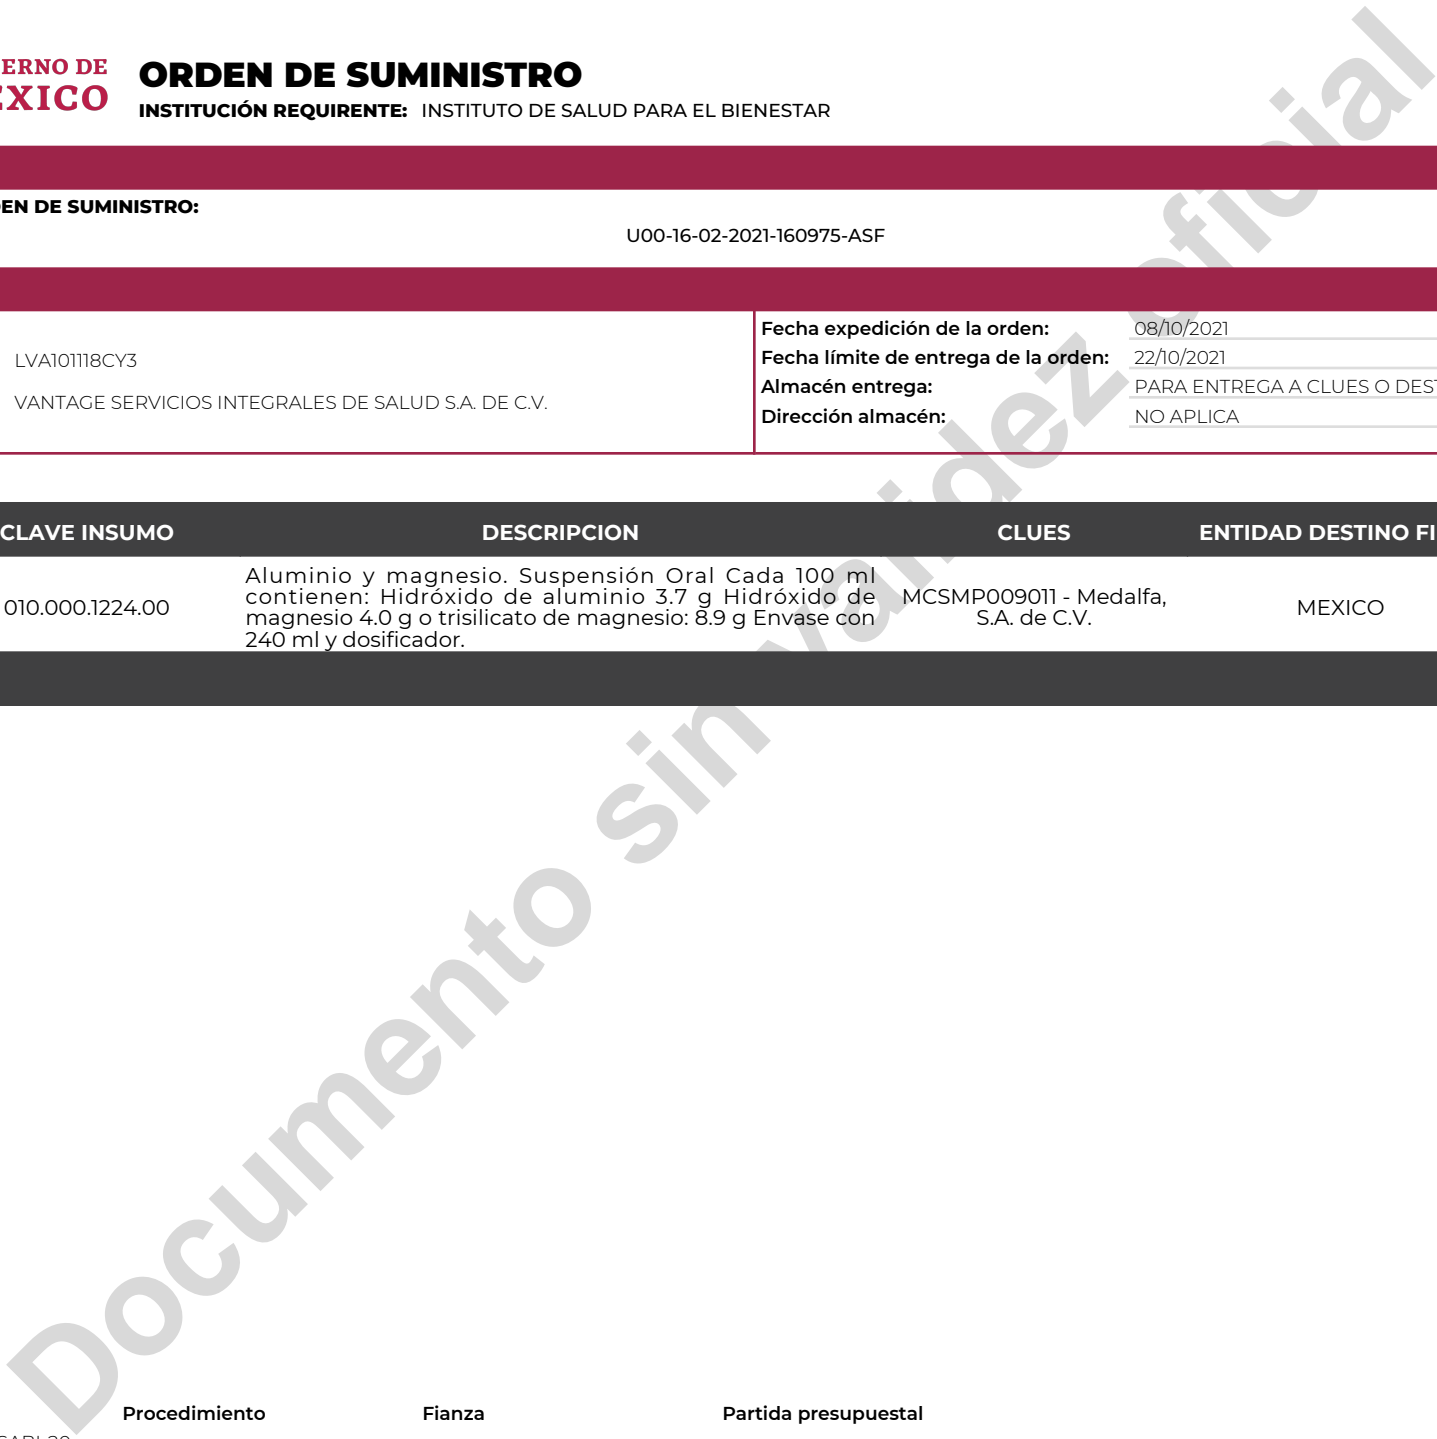 ERNO DE
EXICO
ORDEN DE SUMINISTRO
INSTITUCIÓN REQUIRENTE: INSTITUTO DE SALUD PARA EL BIENESTAR
EN DE SUMINISTRO:
U00-16-02-2021-160975-ASF
LVA101118CY3
VANTAGE SERVICIOS INTEGRALES DE SALUD S.A. DE C.V.
Fecha expedición de la orden: 08/10/2021
Fecha límite de entrega de la orden: 22/10/2021
Almacén entrega: PARA ENTREGA A CLUES O DEST
Dirección almacén: NO APLICA
CLAVE INSUMO DESCRIPCION CLUES ENTIDAD DESTINO FI
010.000.1224.00
Aluminio y magnesio. Suspensión Oral Cada 100 ml
contienen: Hidróxido de aluminio 3.7 g Hidróxido de
magnesio 4.0 g o trisilicato de magnesio: 8.9 g Envase con
240 ml y dosificador.
MCSMP009011 - Medalfa,
S.A. de C.V.
MEXICO
Documento sin validez oficial
Procedimiento Fianza Partida presupuestal